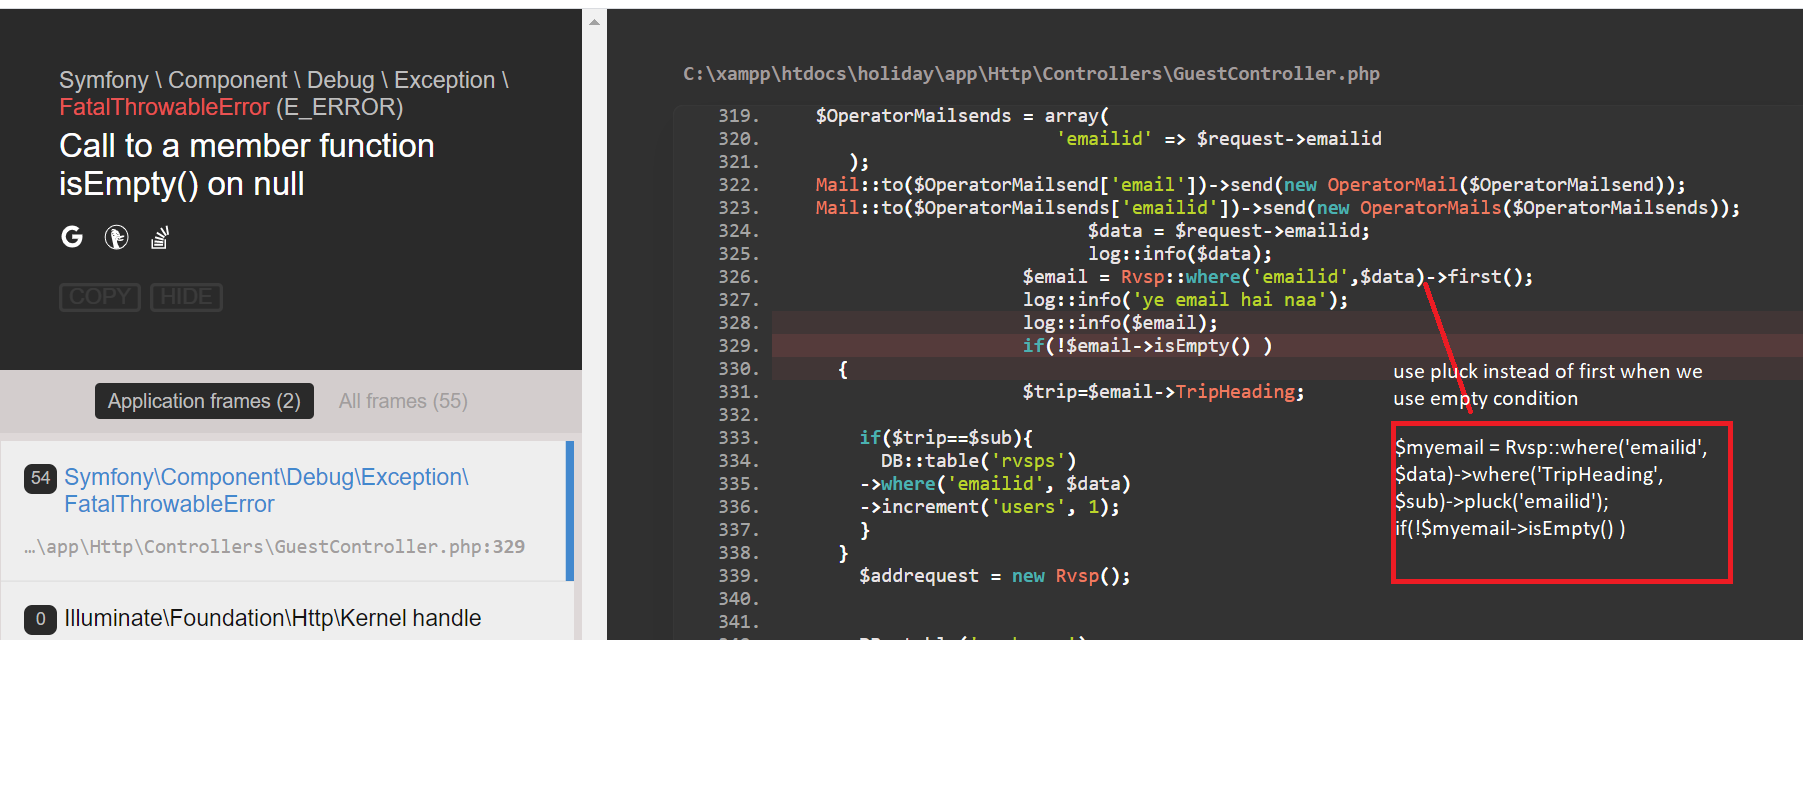 Symfony \ Component \ Debug \ Exception \
FatalThrowableError (E_ERROR)
Call to a member function
isEmpty() on null
COPY HIDE
Application frames (2) All frames (55)
54 Symfony\Component\Debug\Exception\
FatalThrowableError
…\app\Http\Controllers\GuestController.php:329
0 Illuminate\Foundation\Http\Kernel handle
C:\xampp\htdocs\holiday\app\Http\Controllers\GuestController.php
319. $OperatorMailsends = array(
320. 'emailid' => $request->emailid
321. );
322. Mail::to($OperatorMailsend['email'])->send(new OperatorMail($OperatorMailsend));
323. Mail::to($OperatorMailsends['emailid'])->send(new OperatorMails($OperatorMailsends));
324. $data = $request->emailid;
325. log::info($data);
326. $email = Rvsp::where('emailid',$data)->first();
327. log::info('ye email hai naa');
328. log::info($email);
329. if(!$email->isEmpty() )
330. {
331. $trip=$email->TripHeading;
332.
333. if($trip==$sub){
334. DB::table('rvsps')
335. ->where('emailid', $data)
336. ->increment('users', 1);
337. }
338. }
339. $addrequest = new Rvsp();
340.
341.
use pluck instead of first when we
use empty condition
$myemail = Rvsp::where('emailid',
$data)->where('TripHeading',
$sub)->pluck('emailid');
if(!$myemail->isEmpty() )